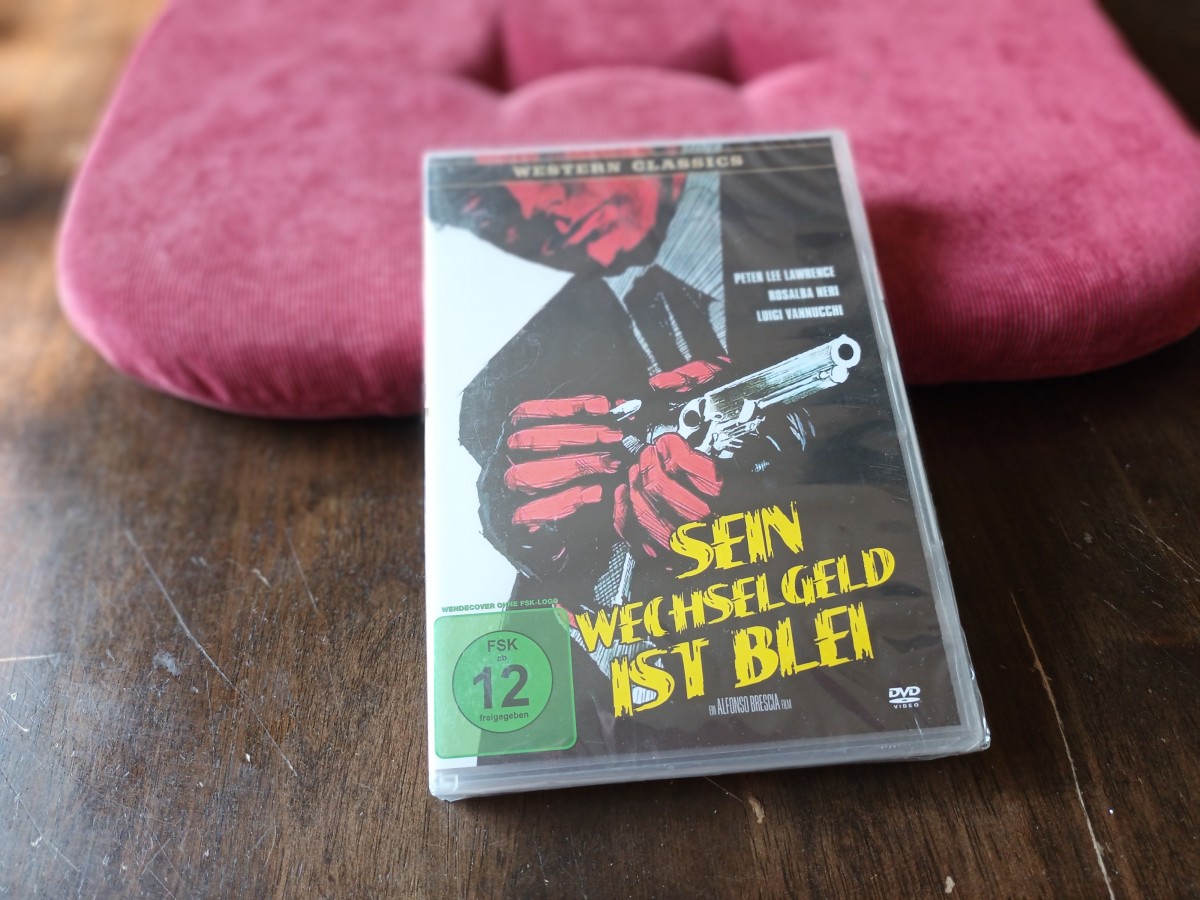 WESTERN CLASSICS
PETER LEE LAWRENCE
ROSALBA NERI
LUIGI VANNUCCHI
SEIN
WECHSELGELD
IST BLEI
EIN ALFONSO BRESCIA FILM
WENDECOVER OHNE FSK-LOGO
FSK
ab
12
freigegeben
DVD
VIDEO